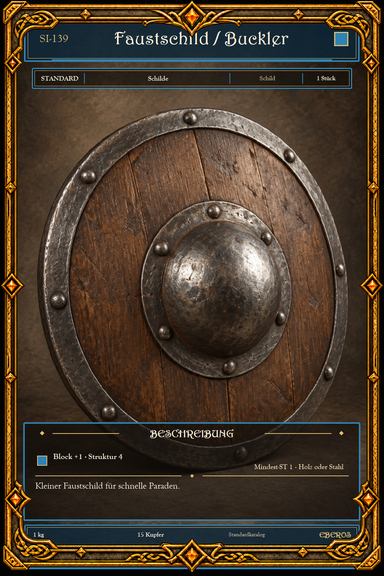 SI-139
Faustschild / Buckler
STANDARD Schilde Schild 1 Stück
BESCHREIBUNG
Block +1 · Struktur 4
Mindest-ST 1 · Holz oder Stahl
Kleiner Faustschild für schnelle Paraden.
1 kg 15 Kupfer Standardkatalog EBERO3